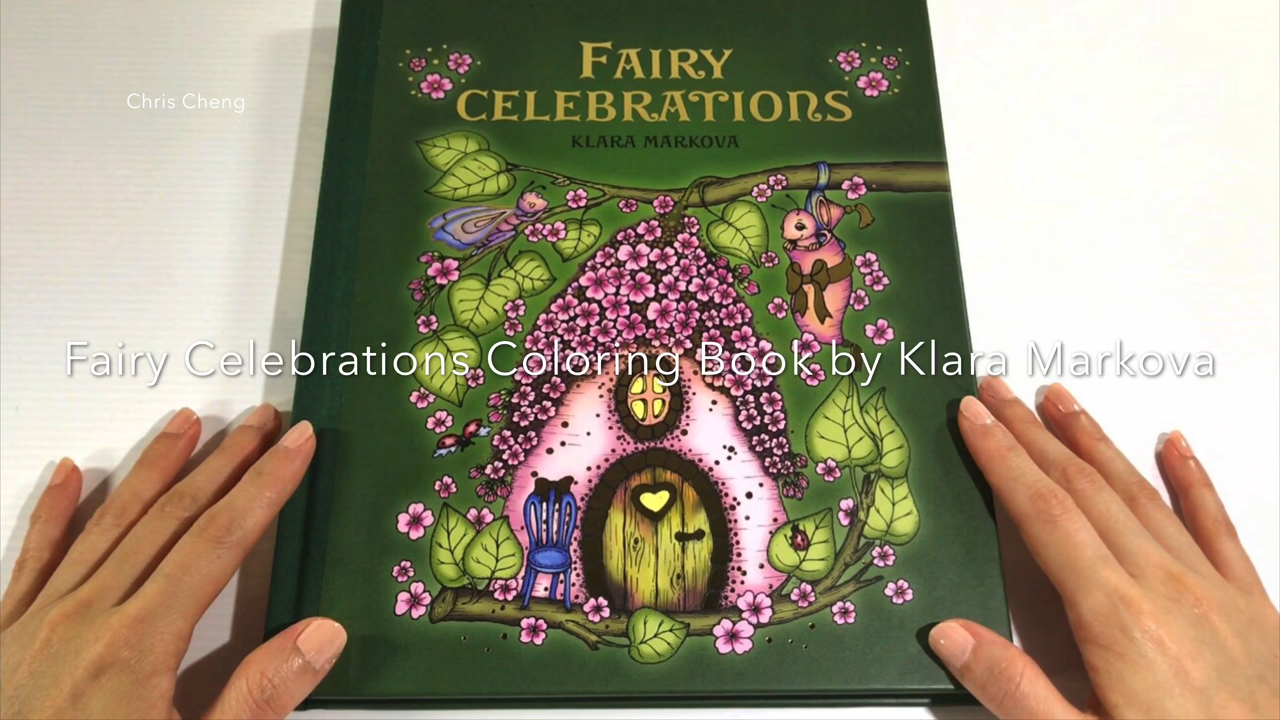 FAIRY
CELEBRATIONS
KLARA MARKOVA
Chris Cheng
Fairy Celebrations Coloring Book by Klara Markova